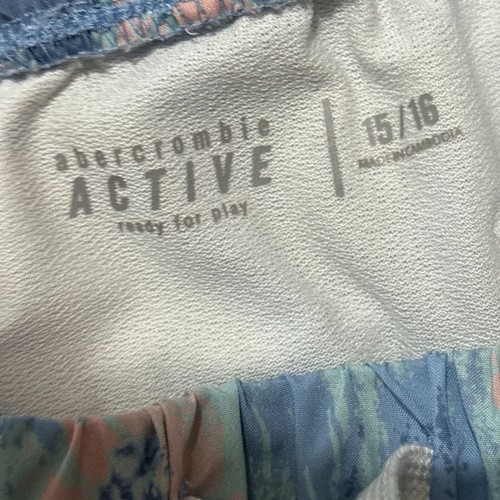 abercrombie
ACTIVE
ready for play
15/16
MADE IN CAMBODIA